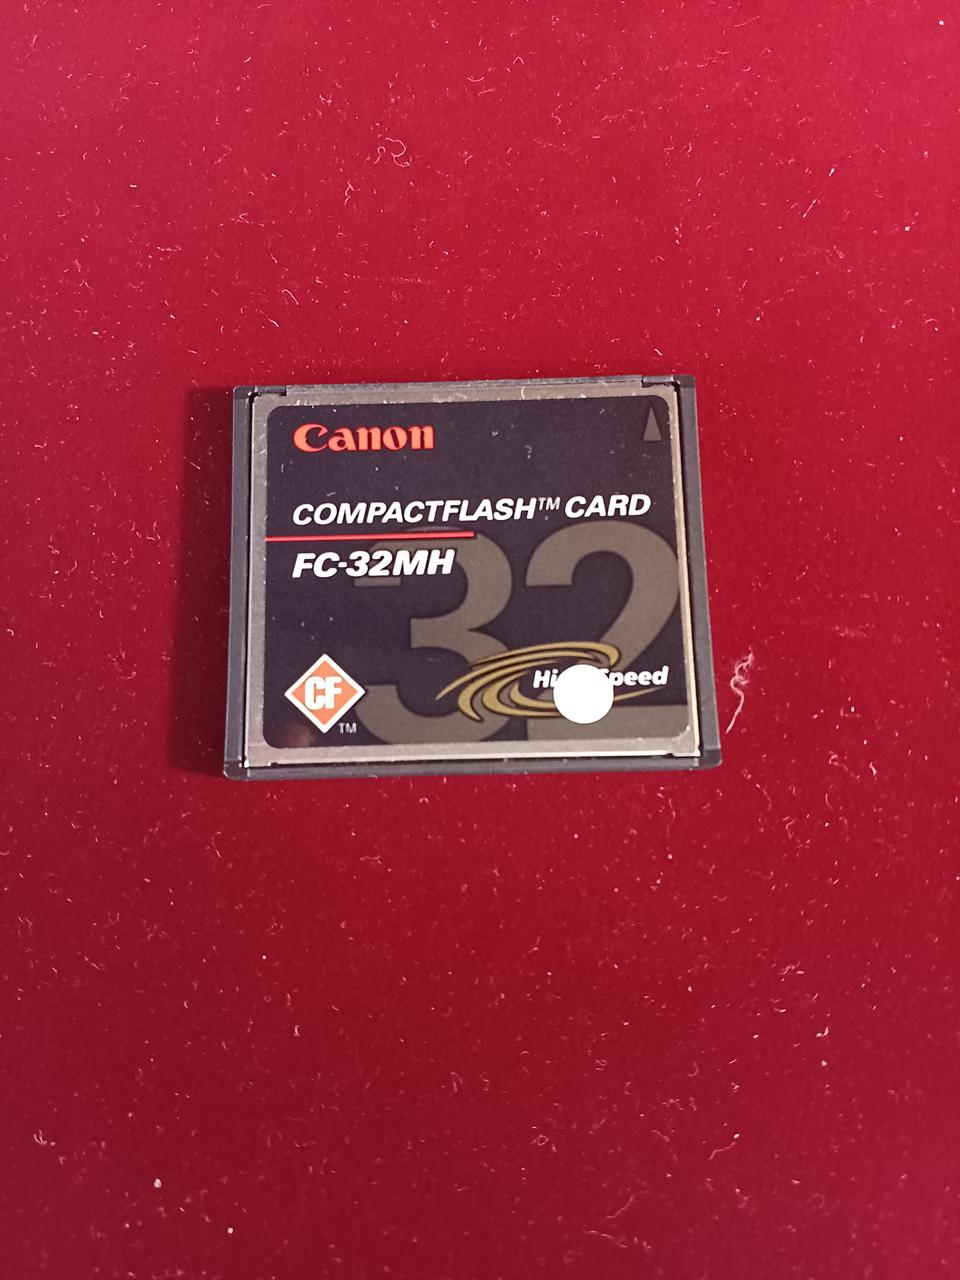 Canon
COMPACTFLASH™ CARD
FC-32MH
32
CF
TM